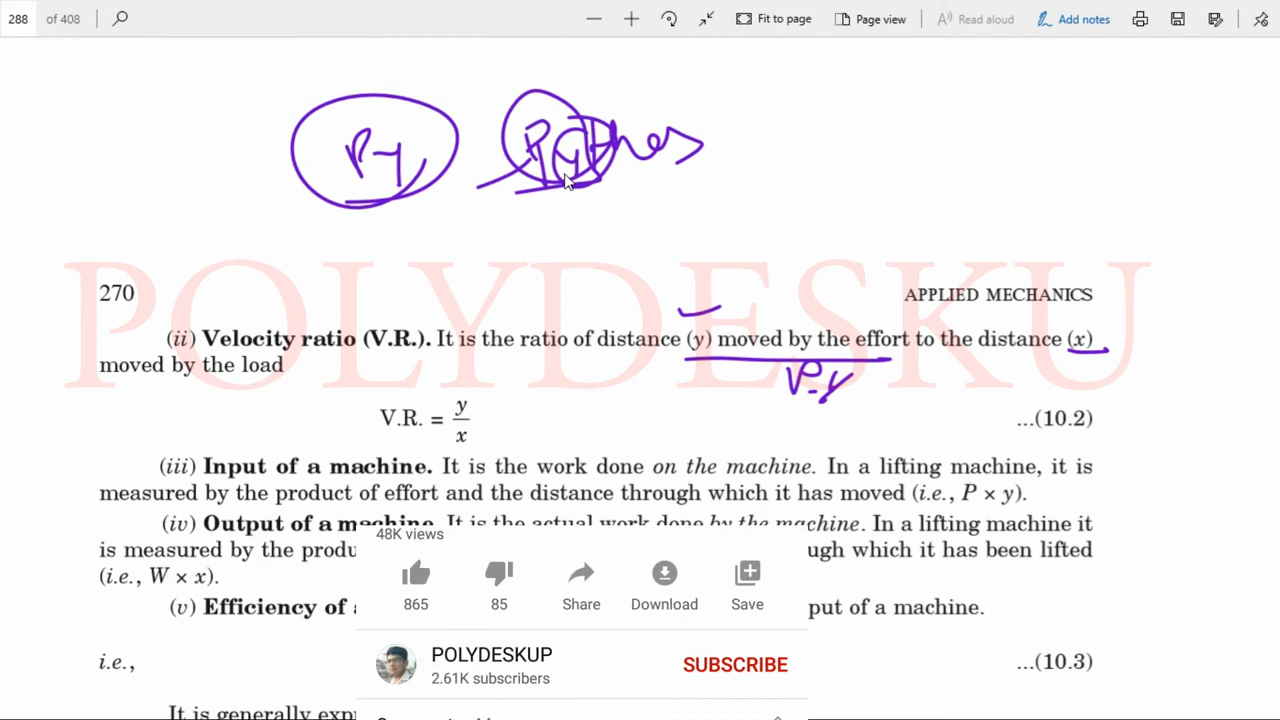 288 of 408 Fit to page Page view Read aloud Add notes
Py
POLYDESKU
270 APPLIED MECHANICS
(ii) Velocity ratio (V.R.). It is the ratio of distance (y) moved by the effort to the distance (x)
moved by the load
P-y
V.R. = y/x ...(10.2)
(iii) Input of a machine. It is the work done on the machine. In a lifting machine, it is
measured by the product of effort and the distance through which it has moved (i.e., P × y).
(iv) Output of a machine. It is the actual work done by the machine. In a lifting machine it
is measured by the produ ugh which it has been lifted
(i.e., W × x).
(v) Efficiency of a put of a machine.
i.e., ...(10.3)
It is generally exp
48K views
865 85 Share Download Save
POLYDESKUP
2.61K subscribers
SUBSCRIBE